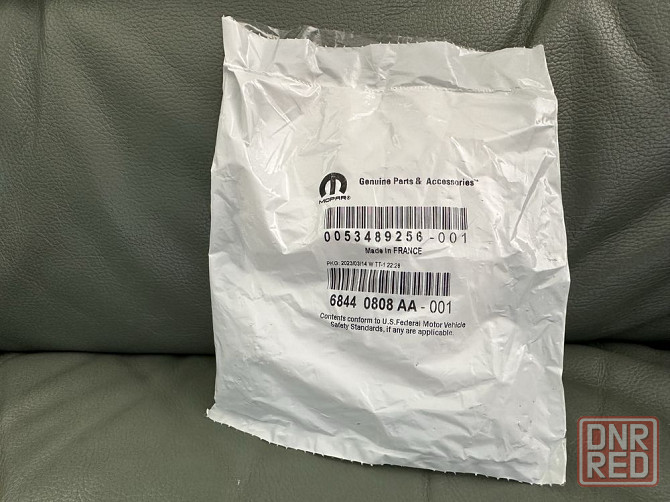 Genuine Parts & Accessories™
MOPAR®
0053489256-001
Made in FRANCE
PKG: 2023/03/14 W TT-1 22:28
6844 0808 AA - 001
Contents conform to U.S.Federal Motor Vehicle
Safety Standards, if any are applicable.
DNR
RED